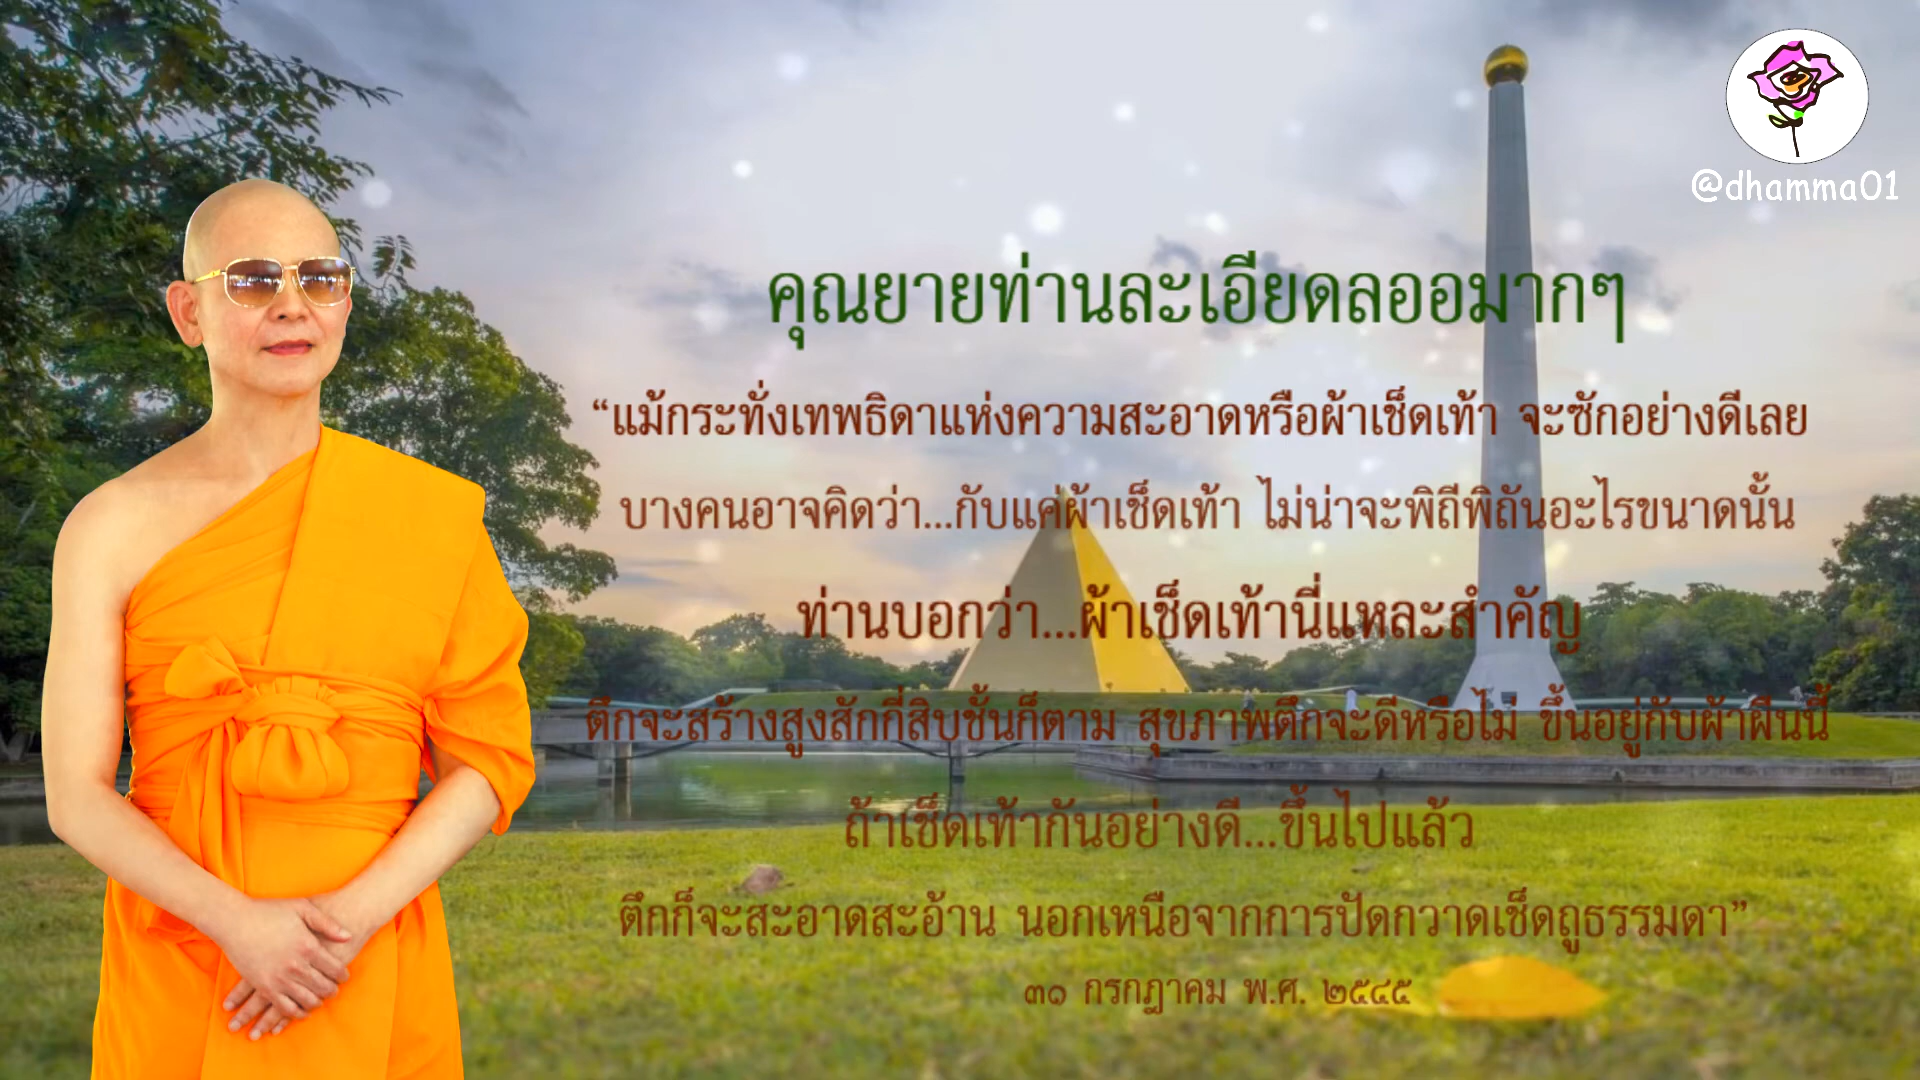 @dhamma01
คุณยายท่านละเอียดลออมากๆ
“แม้กระทั่งเทพธิดาแห่งความสะอาดหรือผ้าเช็ดเท้า จะซักอย่างดีเลย
บางคนอาจคิดว่า...กับแค่ผ้าเช็ดเท้า ไม่น่าจะพิถีพิถันอะไรขนาดนั้น
ท่านบอกว่า...ผ้าเช็ดเท้านี่แหละสำคัญ
ตึกจะสร้างสูงสักกี่สิบชั้นก็ตาม สุขภาพตึกจะดีหรือไม่ ขึ้นอยู่กับผ้าผืนนี้
ถ้าเช็ดเท้ากันอย่างดี...ขึ้นไปแล้ว
ตึกก็จะสะอาดสะอ้าน นอกเหนือจากการปัดกวาดเช็ดถูธรรมดา”
๓๑ กรกฎาคม พ.ศ. ๒๕๔๕